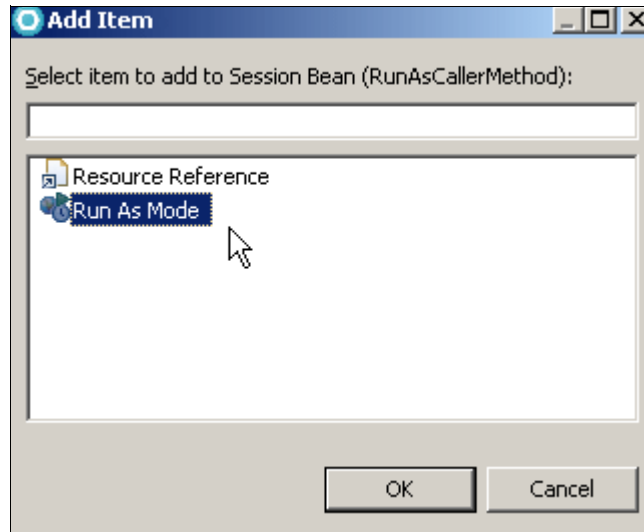 Add Item
Select item to add to Session Bean (RunAsCallerMethod):
Resource Reference
Run As Mode
OK
Cancel